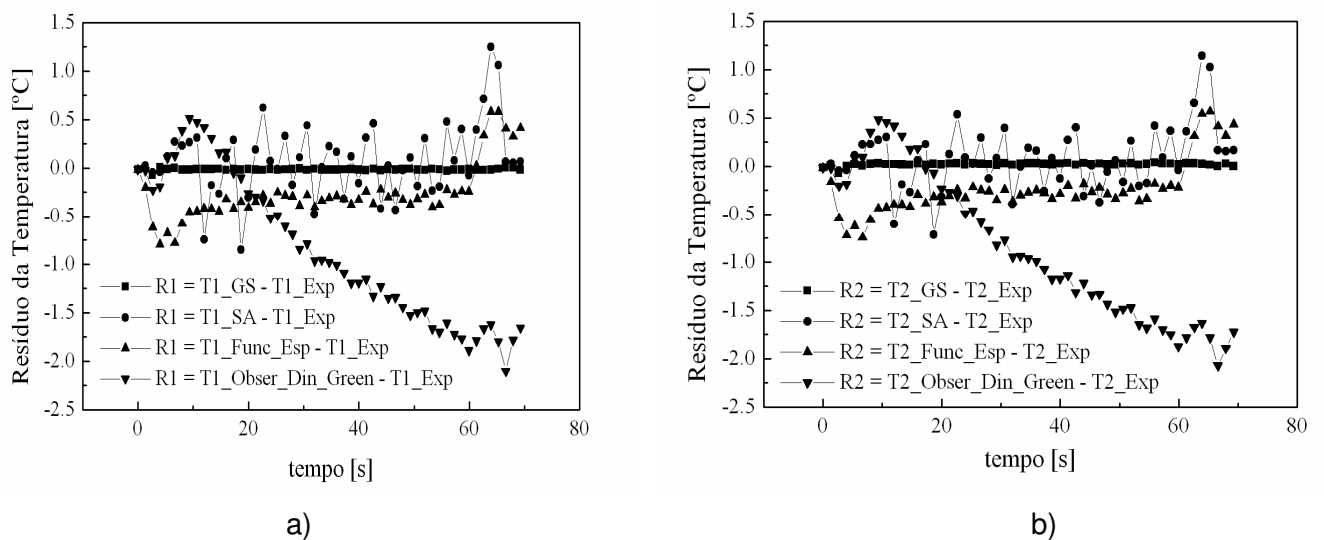 1.5
1.0
0.5
0.0
-0.5
-1.0
-1.5
-2.0
-2.5
Resíduo da Temperatura [ºC]
R1 = T1_GS - T1_Exp
R1 = T1_SA - T1_Exp
R1 = T1_Func_Esp - T1_Exp
R1 = T1_Obser_Din_Green - T1_Exp
0 20 40 60 80
tempo [s]
a)
1.5
1.0
0.5
0.0
-0.5
-1.0
-1.5
-2.0
-2.5
Resíduo da Temperatura [ºC]
R2 = T2_GS - T2_Exp
R2 = T2_SA - T2_Exp
R2 = T2_Func_Esp - T2_Exp
R2 = T2_Obser_Din_Green - T2_Exp
0 20 40 60 80
tempo [s]
b)